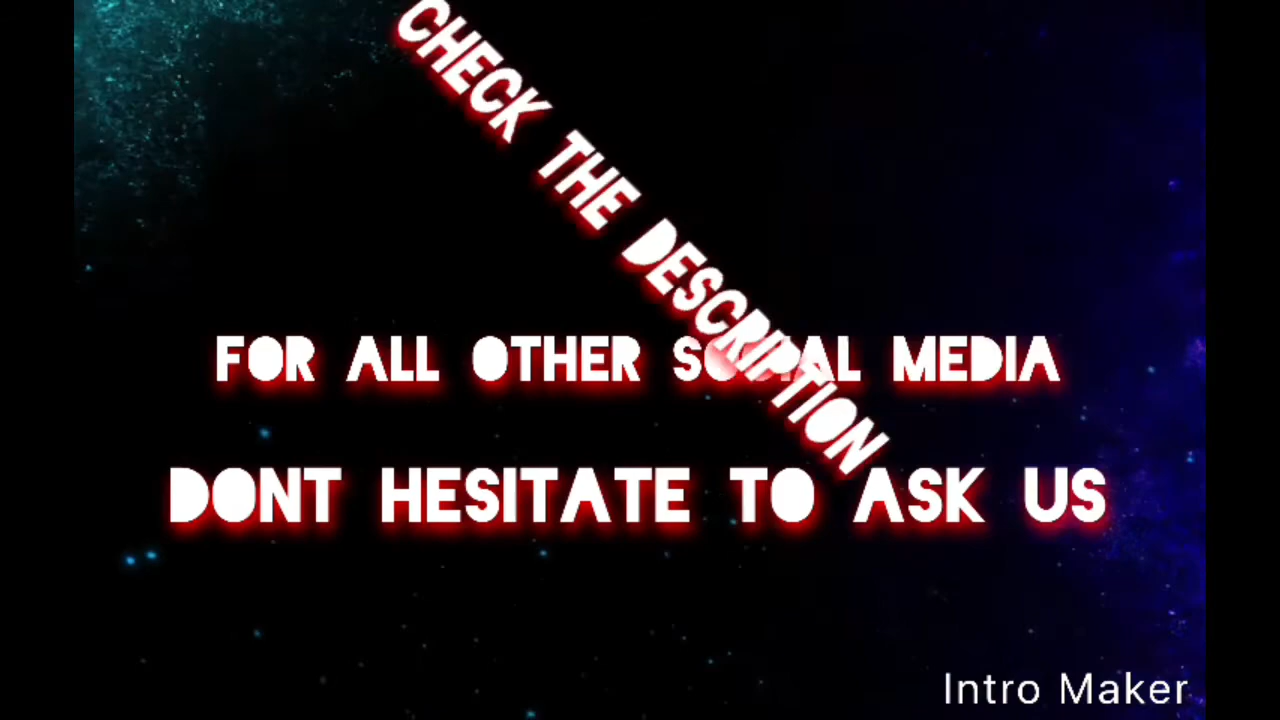 CHECK THE DESCRIPTION
FOR ALL OTHER SOCIAL MEDIA
DONT HESITATE TO ASK US
Intro Maker